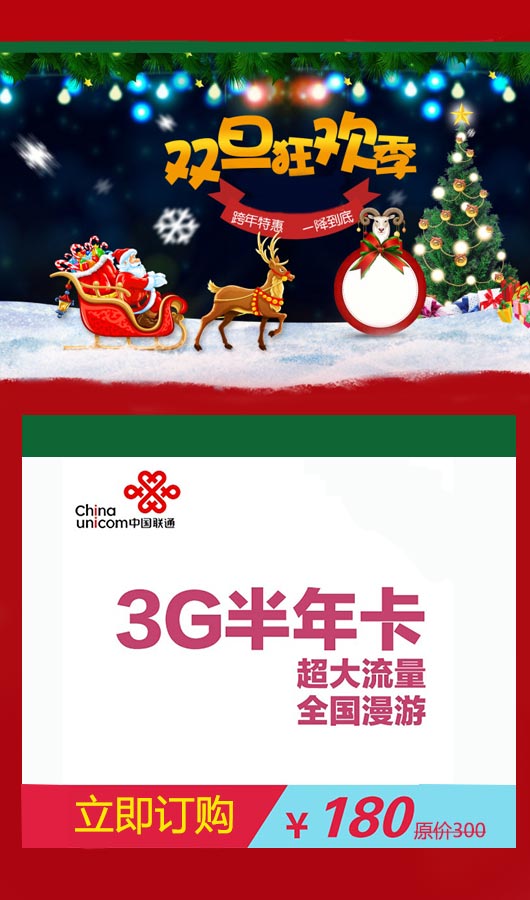 双旦狂欢季
跨年特惠 一降到底
China
unicom中国联通
3G半年卡
超大流量
全国漫游
立即订购 ¥180 原价300